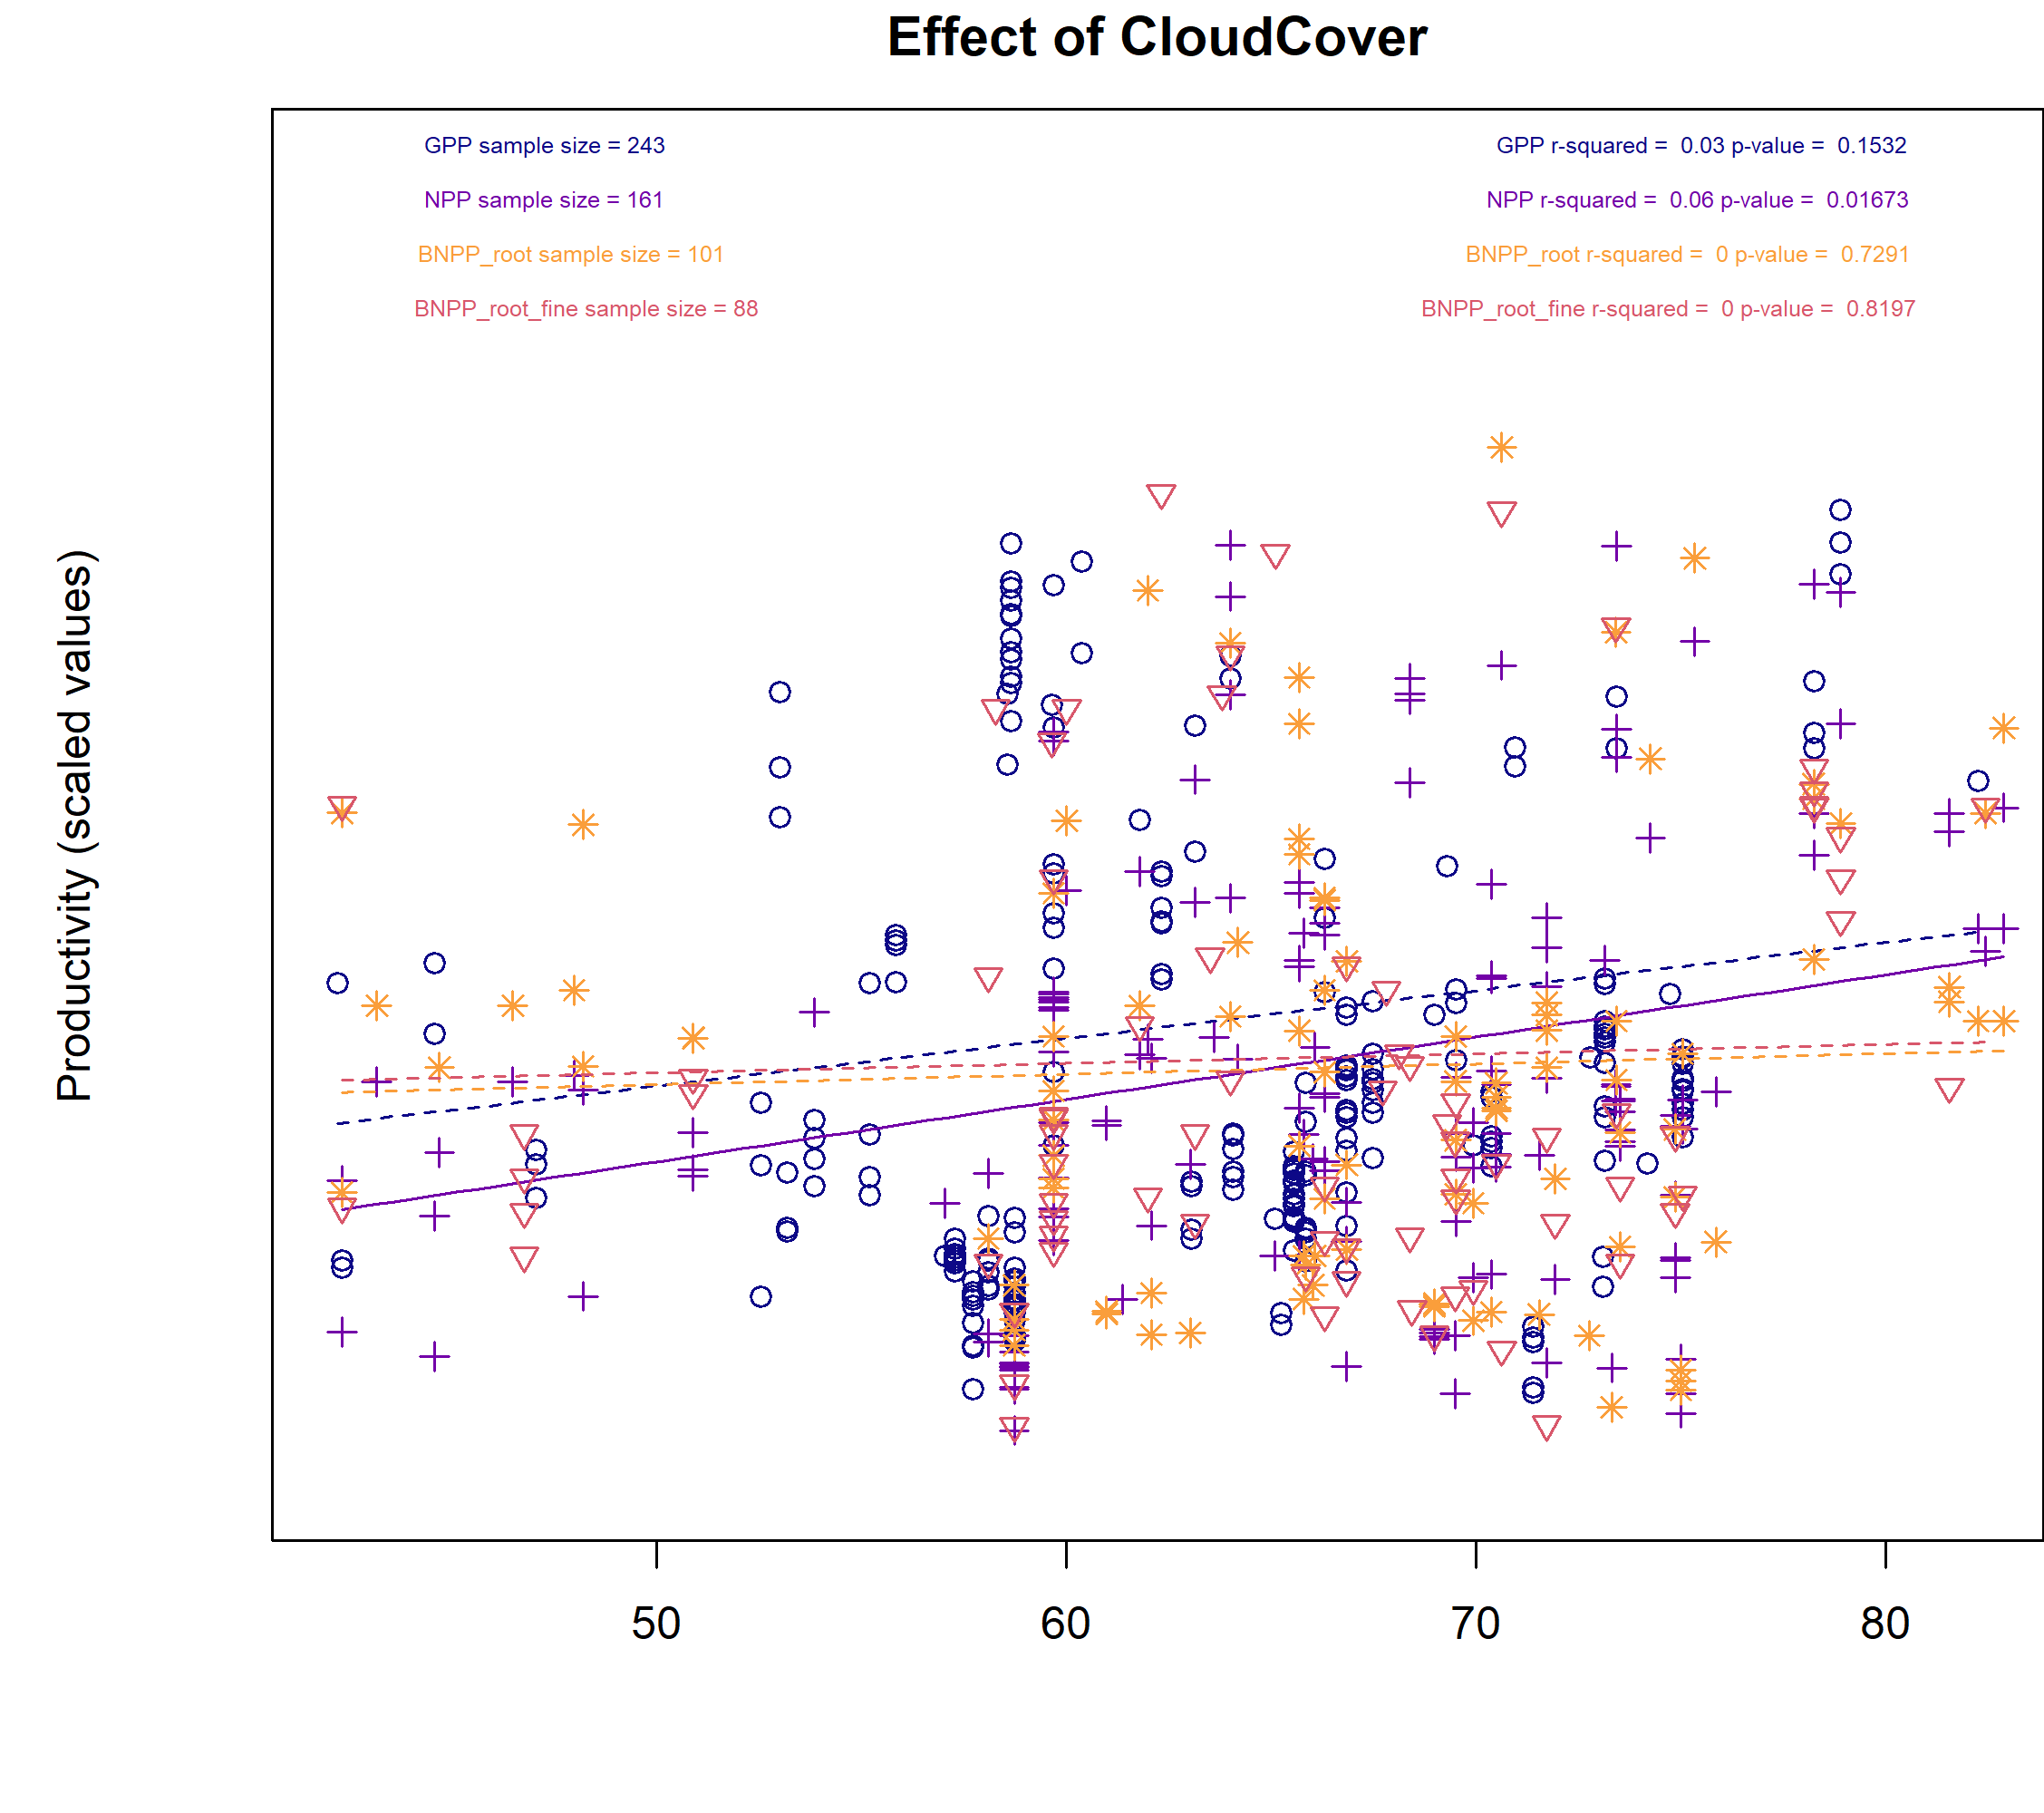 Effect of CloudCover
GPP sample size = 243
GPP r-squared =  0.03 p-value =  0.1532
NPP sample size = 161
NPP r-squared =  0.06 p-value =  0.01673
BNPP_root sample size = 101
BNPP_root r-squared =  0 p-value =  0.7291
BNPP_root_fine sample size = 88
BNPP_root_fine r-squared =  0 p-value =  0.8197
Productivity (scaled values)
50 60 70 80